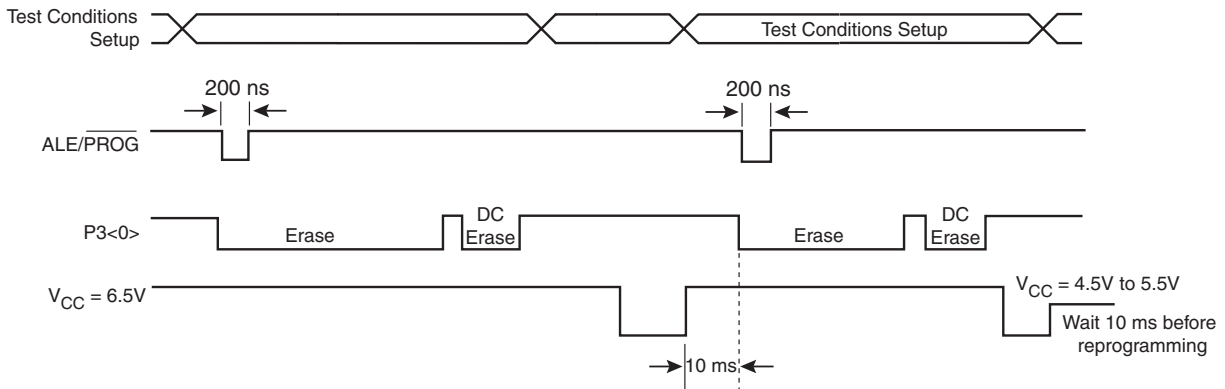 Test Conditions
Setup
Test Conditions Setup
200 ns
200 ns
ALE/PROG
P3<0>
Erase
DC
Erase
Erase
DC
Erase
VCC = 6.5V
VCC = 4.5V to 5.5V
Wait 10 ms before
reprogramming
10 ms